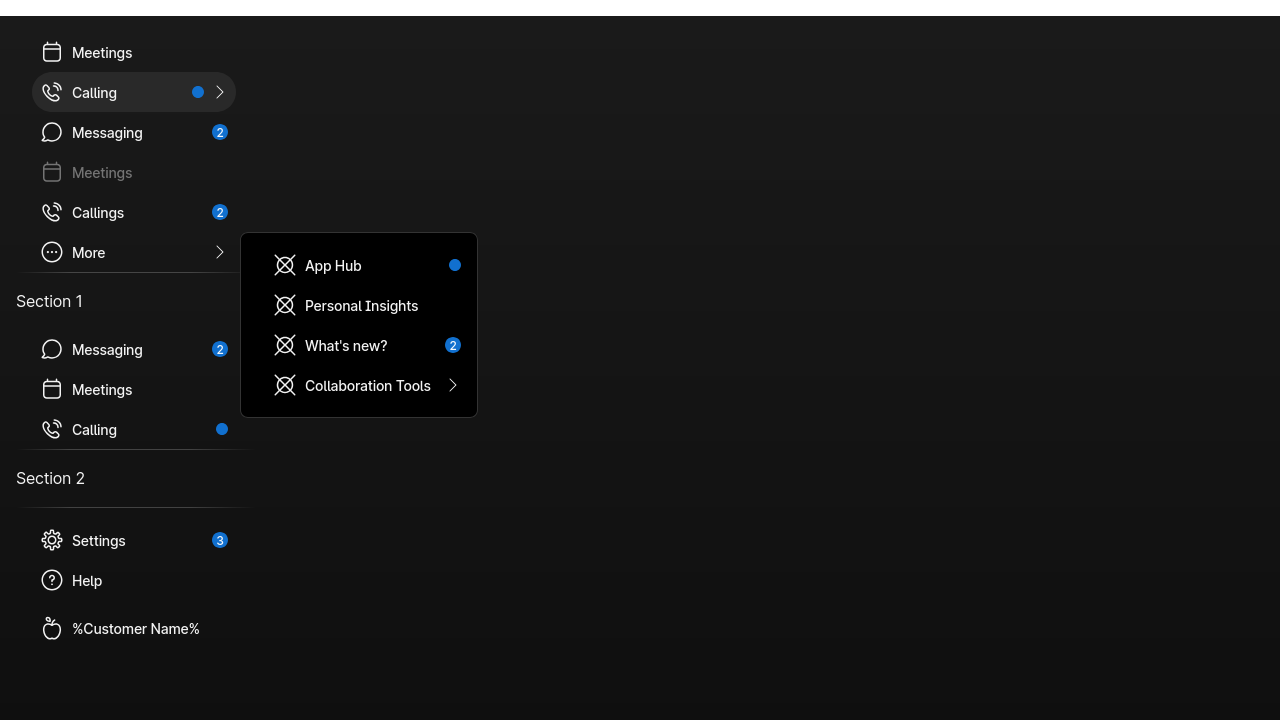 Meetings
Calling
Messaging 2
Meetings
Callings 2
More
App Hub
Personal Insights
What's new? 2
Collaboration Tools
Section 1
Messaging 2
Meetings
Calling
Section 2
Settings 3
Help
%Customer Name%